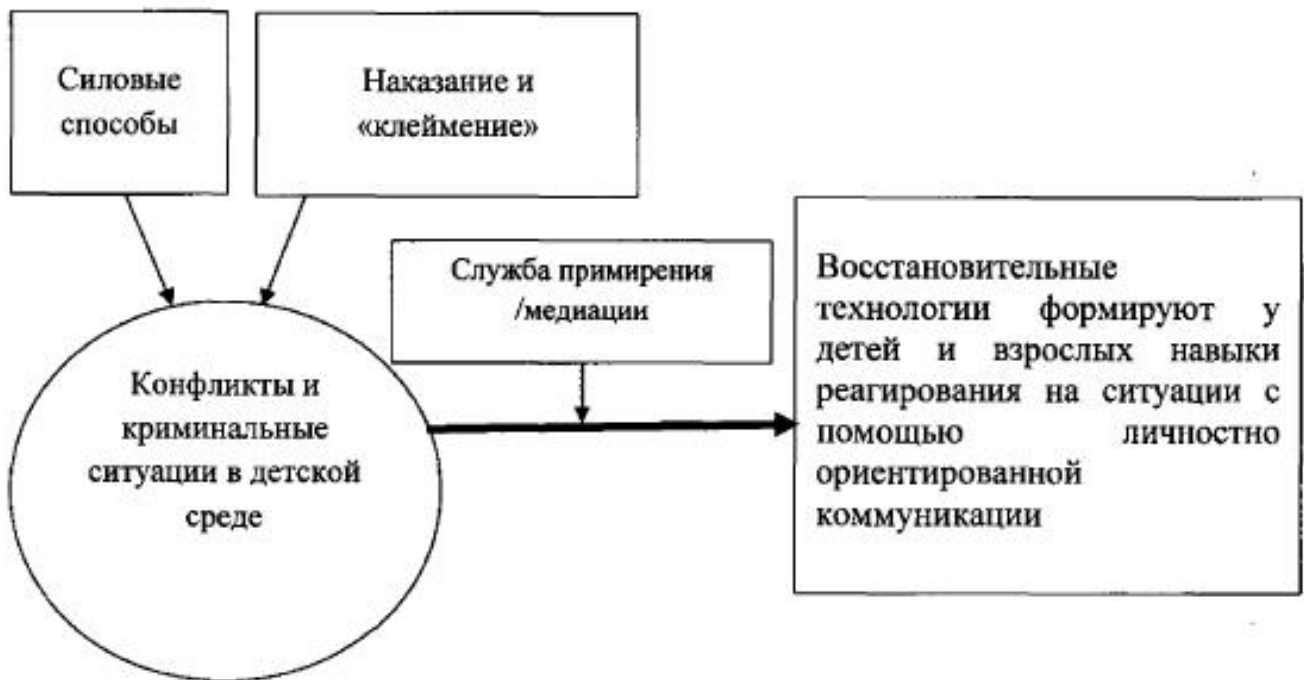 Силовые
способы
Наказание и
«клеймение»
Служба примирения
/медиации
Конфликты и
криминальные
ситуации в детской
среде
Восстановительные
технологии формируют у
детей и взрослых навыки
реагирования на ситуации с
помощью личностно
ориентированной
коммуникации